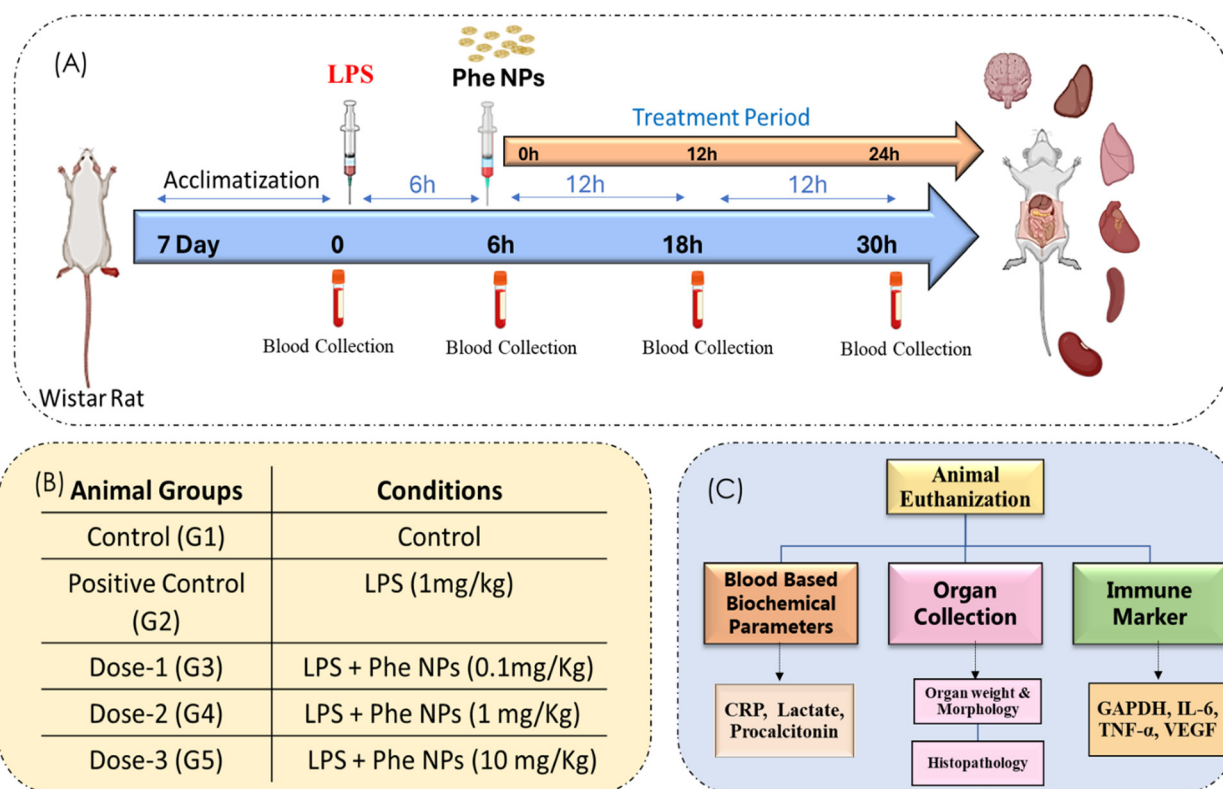 (A)
LPS
Phe NPs
Treatment Period
0h 12h 24h
Acclimatization 6h 12h 12h
7 Day 0 6h 18h 30h
Blood Collection Blood Collection Blood Collection Blood Collection
Wistar Rat
(B) Animal Groups Conditions
Control (G1) Control
Positive Control LPS (1mg/kg)
(G2)
Dose-1 (G3) LPS + Phe NPs (0.1mg/Kg)
Dose-2 (G4) LPS + Phe NPs (1 mg/Kg)
Dose-3 (G5) LPS + Phe NPs (10 mg/Kg)
(C)
Animal
Euthanization
Blood Based
Biochemical
Parameters
Organ
Collection
Immune
Marker
CRP, Lactate,
Procalcitonin
Organ weight &
Morphology
Histopathology
GAPDH, IL-6,
TNF-α, VEGF